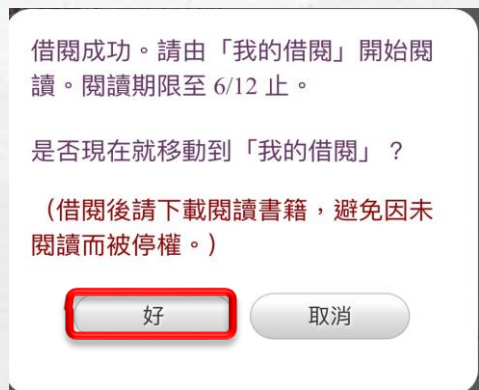 借閱成功。請由「我的借閱」開始閱
讀。閱讀期限至 6/12 止。
是否現在就移動到「我的借閱」？
（借閱後請下載閱讀書籍，避免因未
閱讀而被停權。）
好
取消